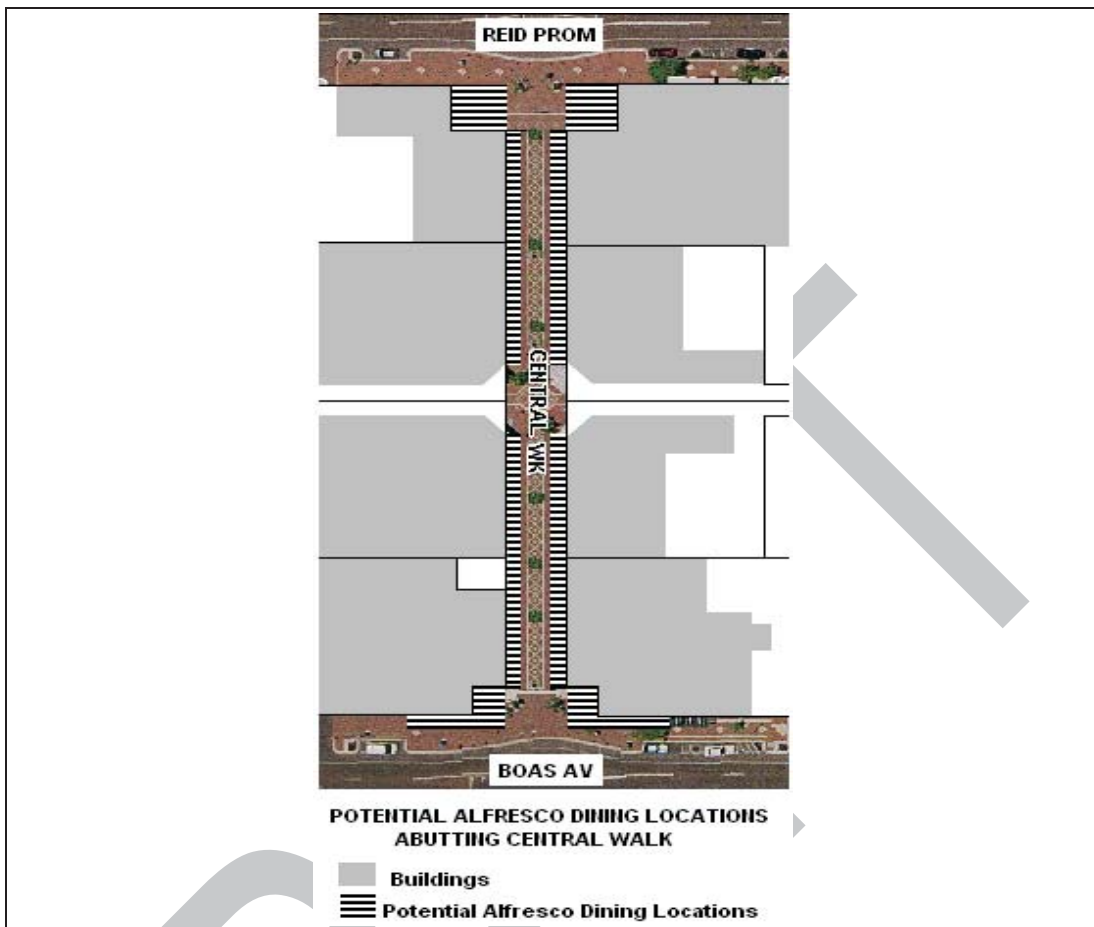 REID PROM
CENTRAL WK
BOAS AV
POTENTIAL ALFRESCO DINING LOCATIONS
ABUTTING CENTRAL WALK
Buildings
Potential Alfresco Dining Locations